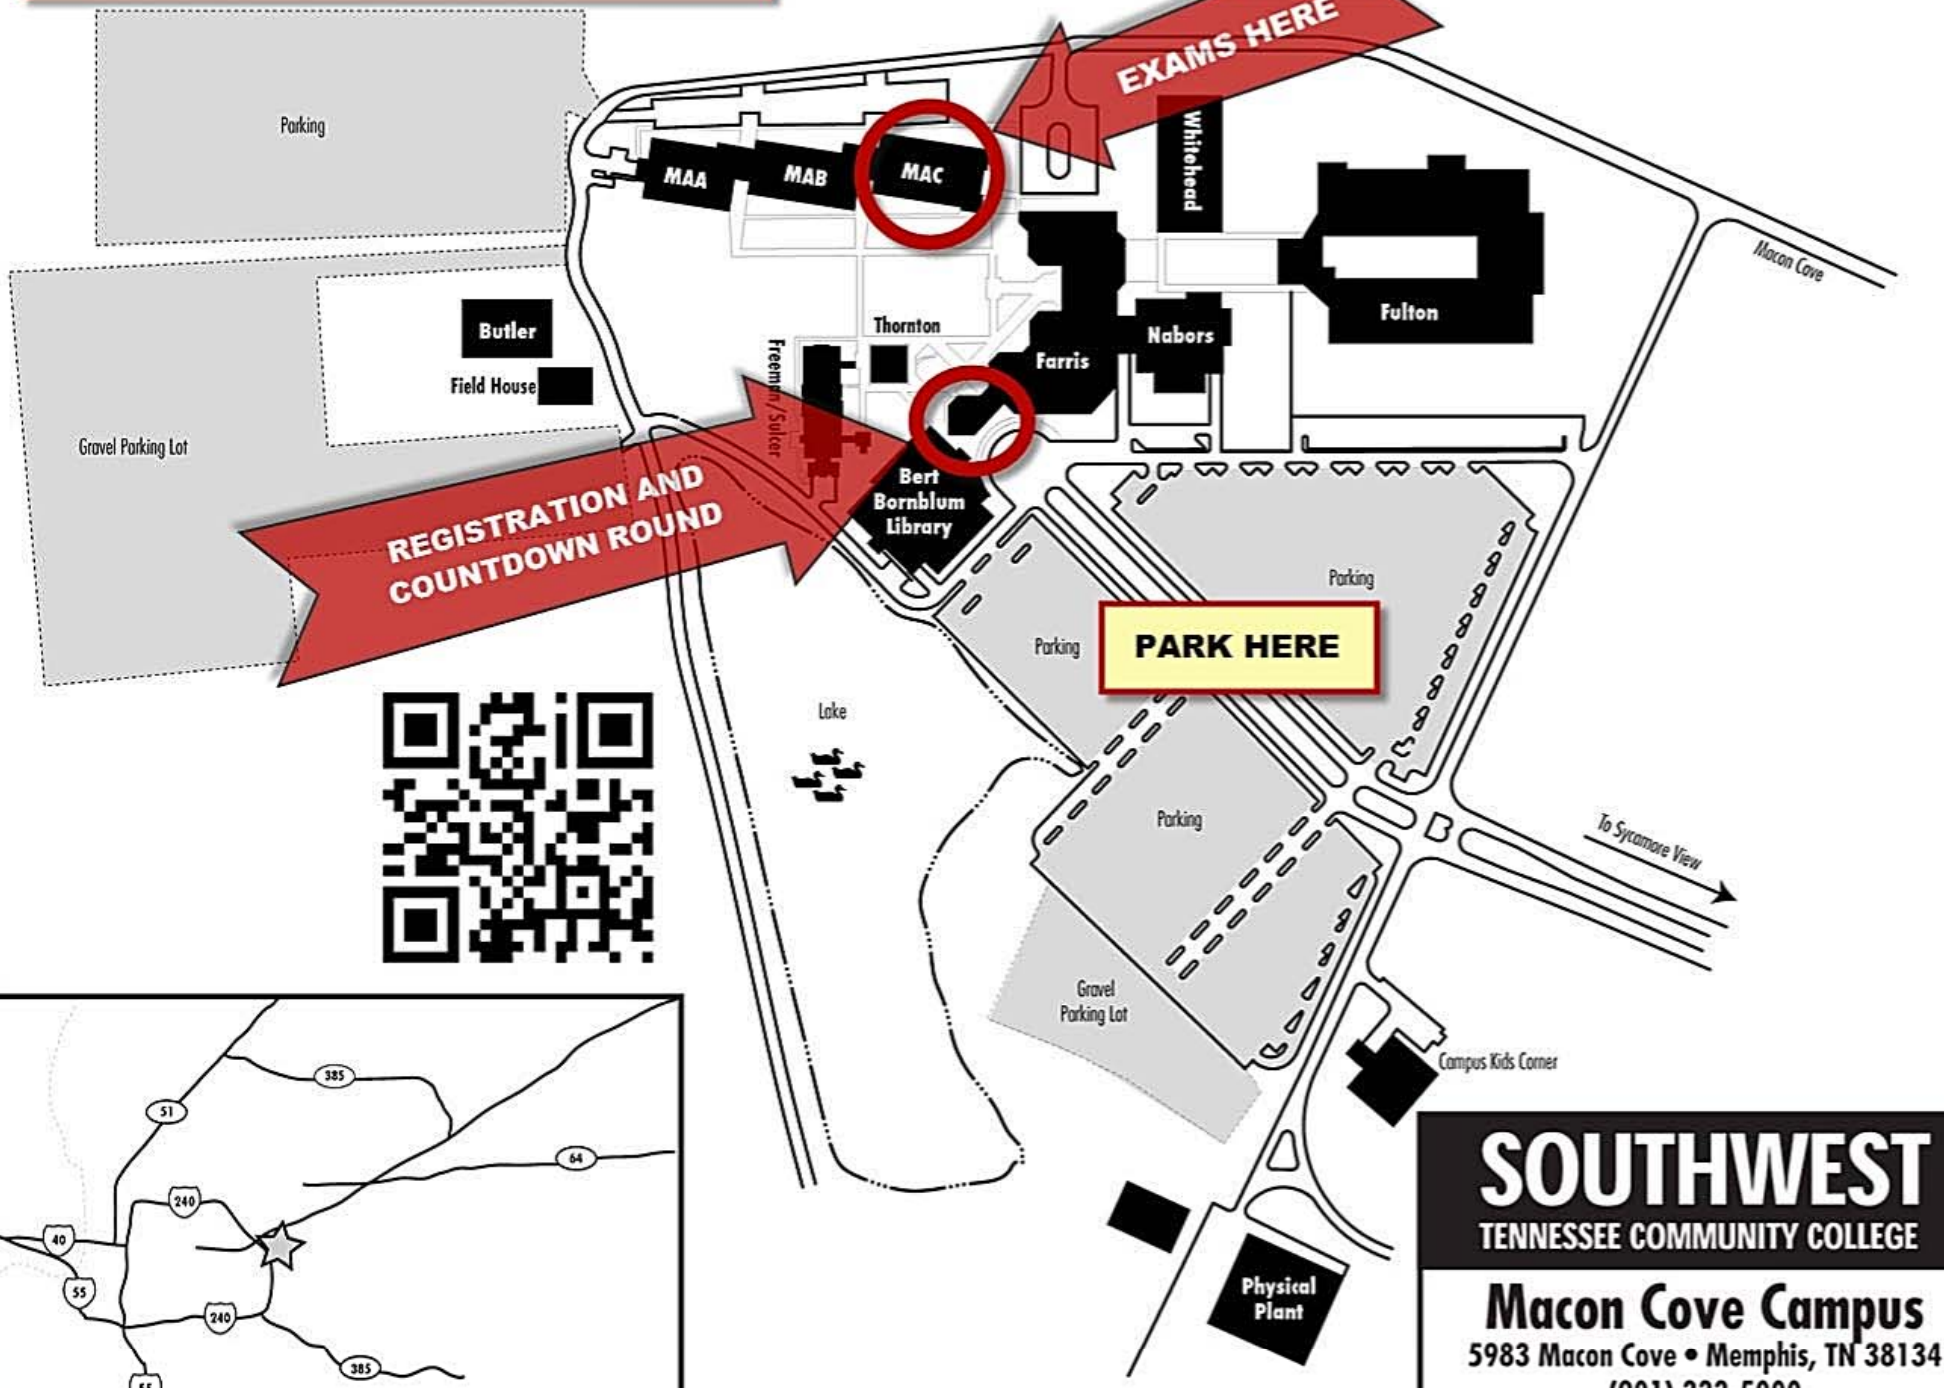 EXAMS HERE
Parking
MAA
MAB
MAC
Whitehead
Macon Cove
Butler
Thornton
Nabors
Fulton
Farris
Field House
Freeman/Sulcer
Gravel Parking Lot
REGISTRATION AND
COUNTDOWN ROUND
Bert
Bornblum
Library
Parking
Parking
PARK HERE
Lake
Parking
To Sycamore View
Gravel
Parking Lot
Campus Kids Corner
385
51
64
240
40
55
240
385
55
Physical
Plant
SOUTHWEST
TENNESSEE COMMUNITY COLLEGE
Macon Cove Campus
5983 Macon Cove • Memphis, TN 38134